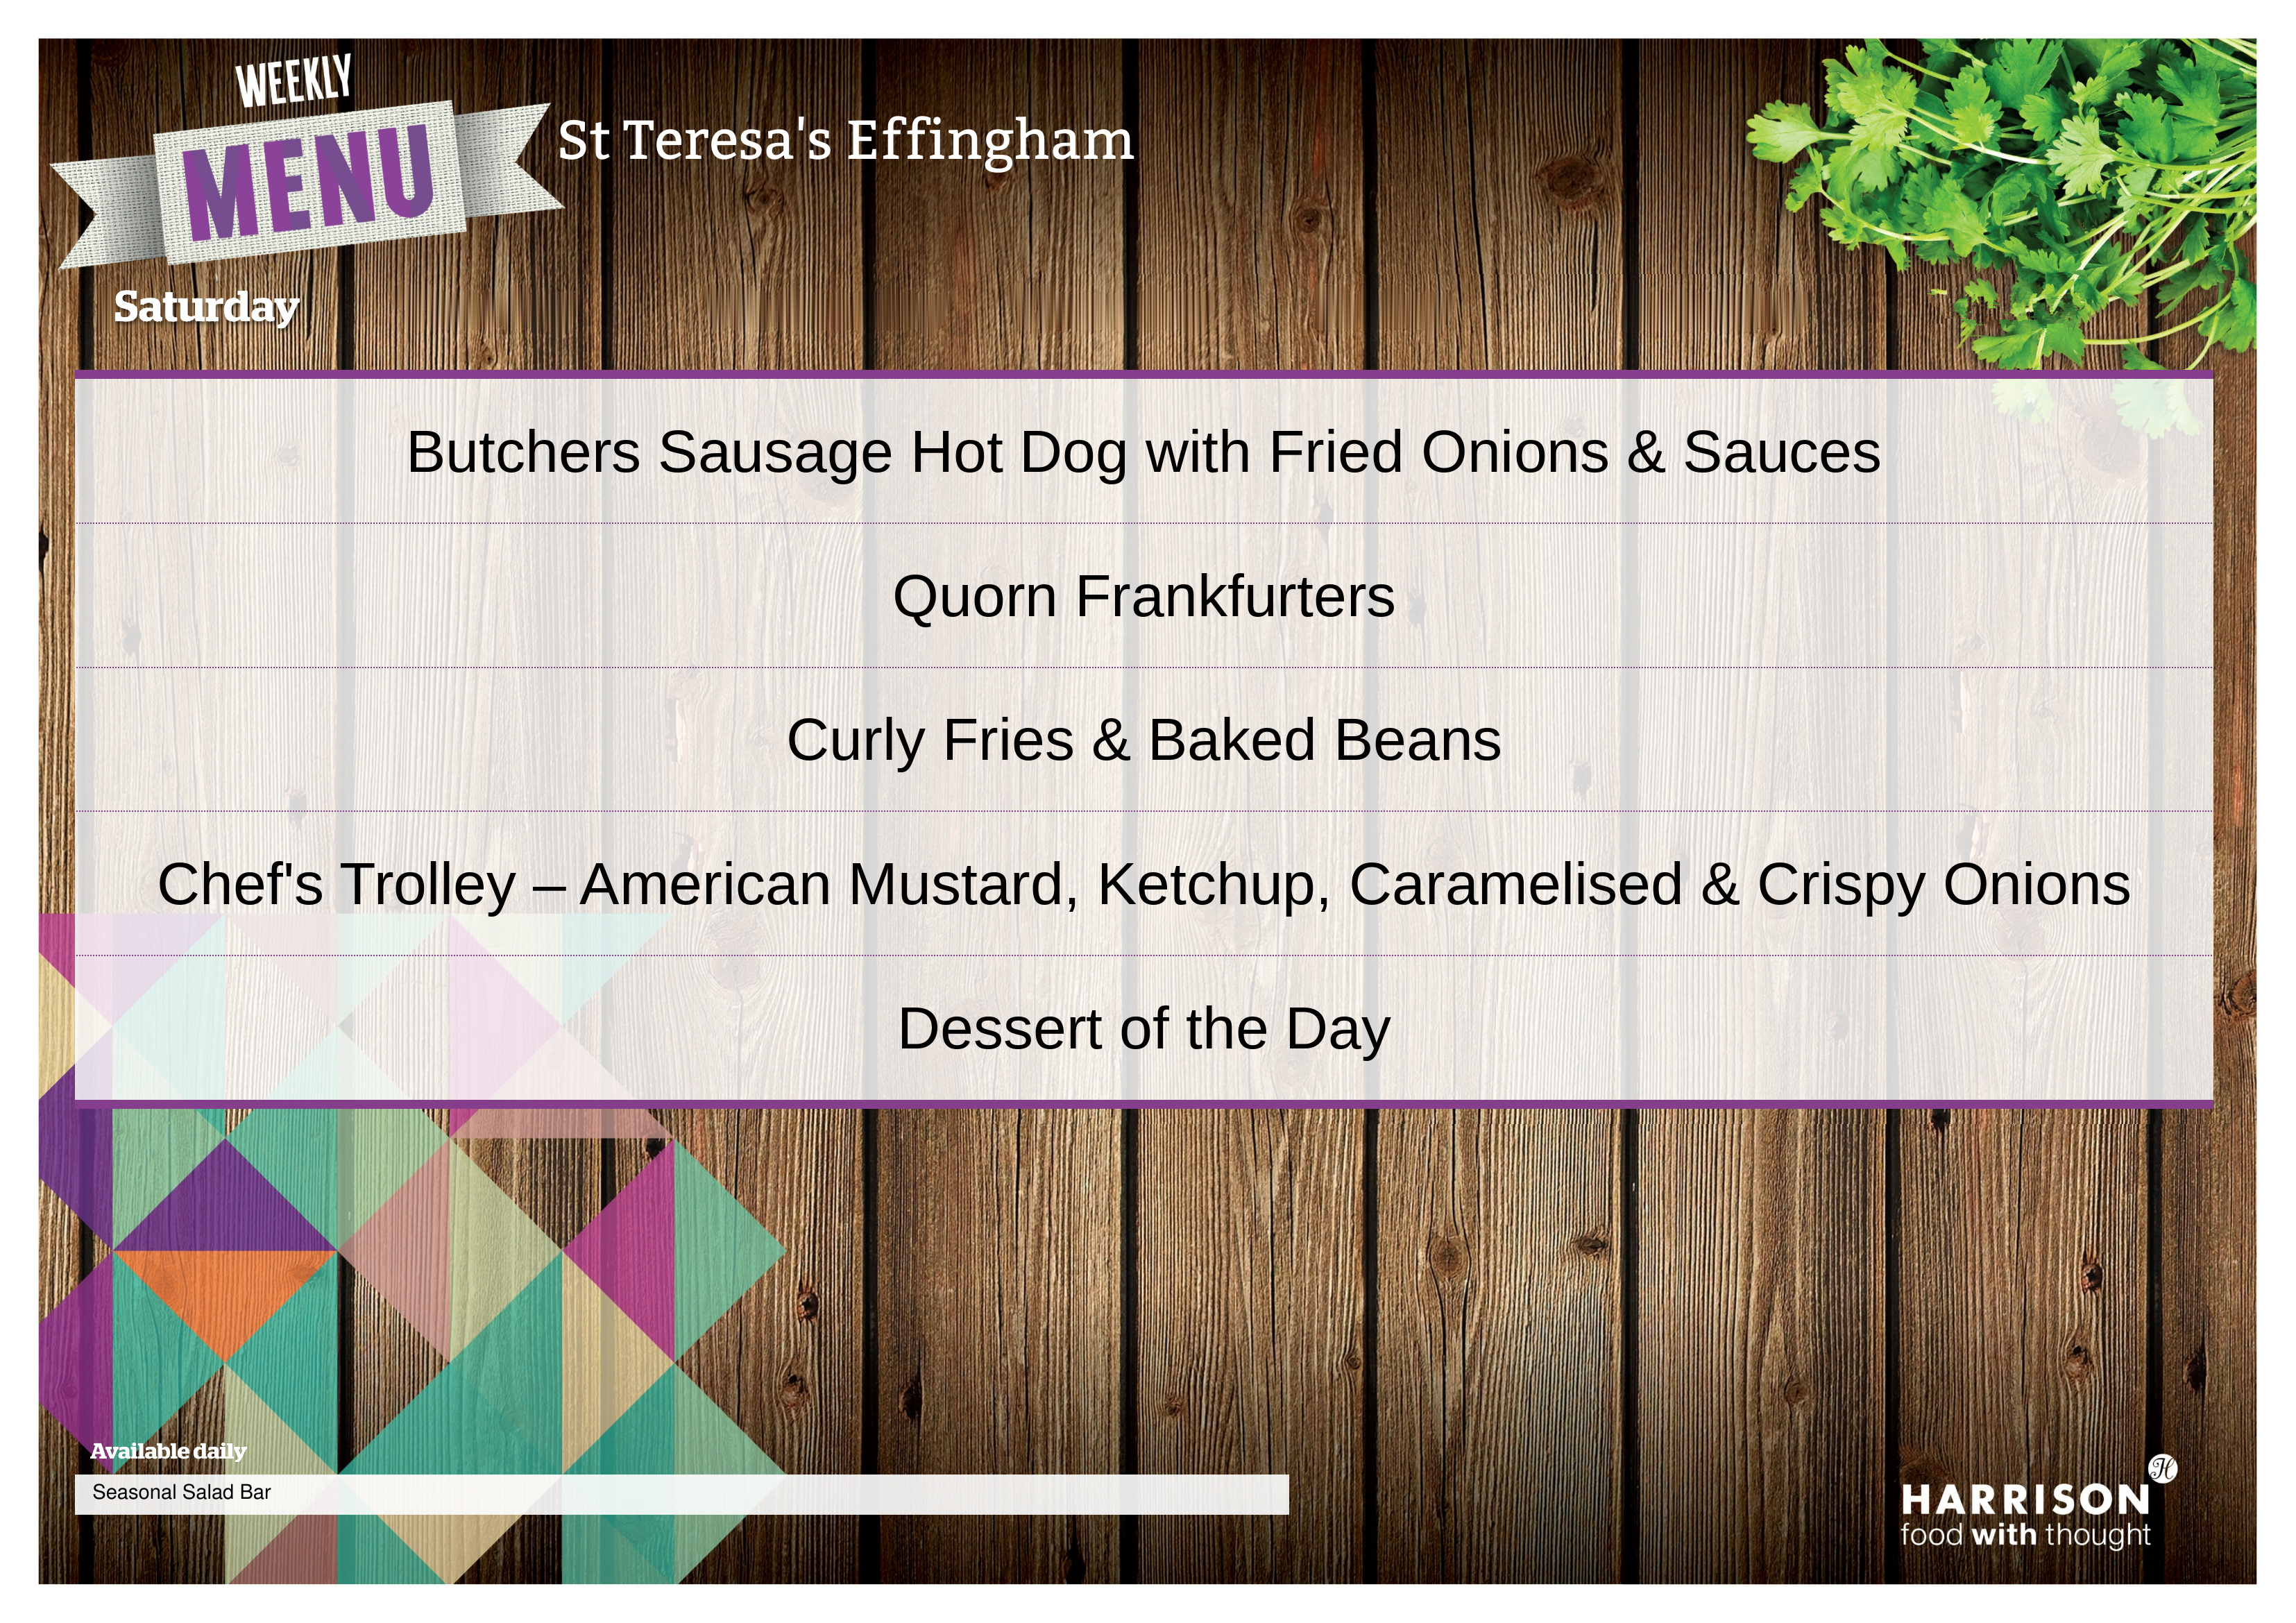 WEEKLY
MENU
St Teresa's Effingham
Saturday
Butchers Sausage Hot Dog with Fried Onions & Sauces
Quorn Frankfurters
Curly Fries & Baked Beans
Chef's Trolley – American Mustard, Ketchup, Caramelised & Crispy Onions
Dessert of the Day
Available daily
Seasonal Salad Bar
H
HARRISON
food with thought